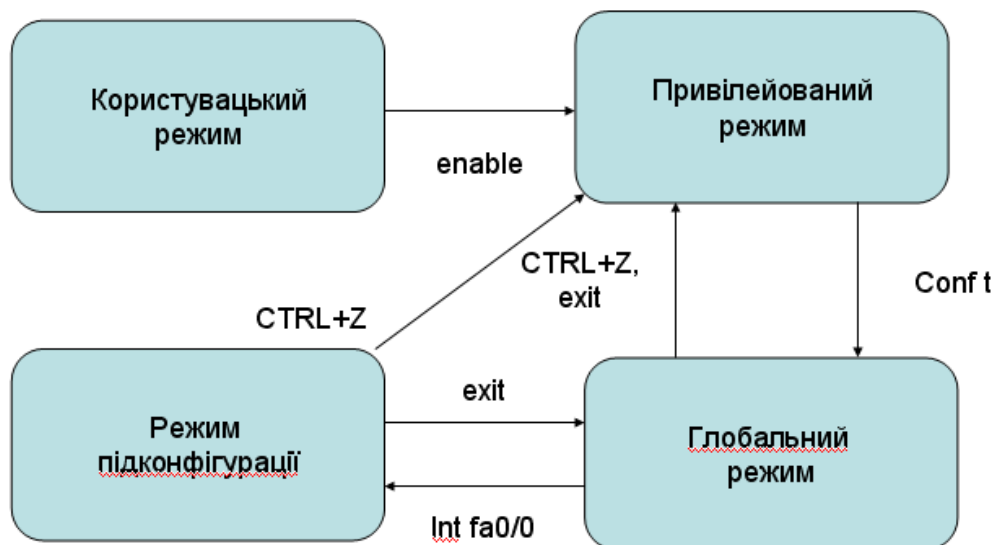 Користувацький
режим
Привілейований
режим
enable
CTRL+Z,
exit
Conf t
CTRL+Z
exit
Режим
підконфігурації
Глобальний
режим
Int fa0/0